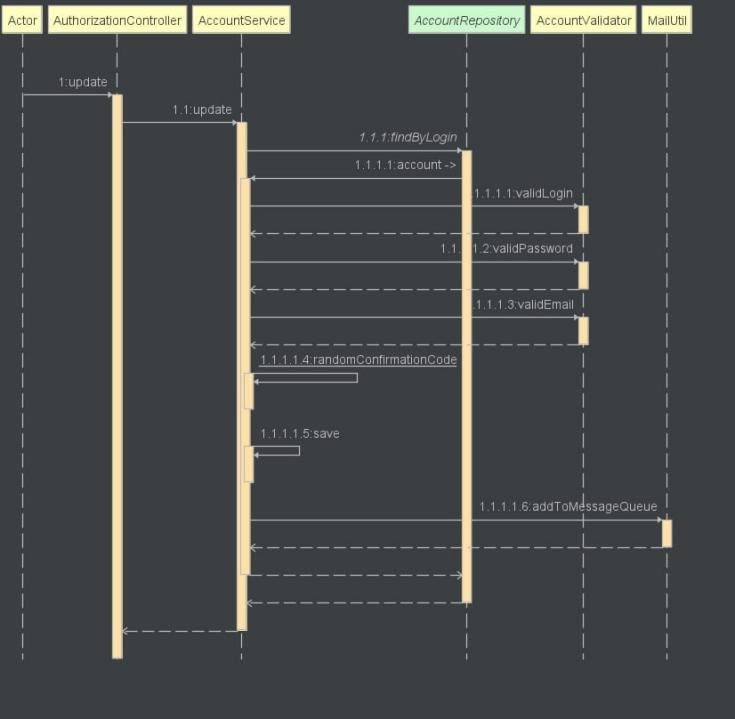 Actor
AuthorizationController
AccountService
AccountRepository
AccountValidator
MailUtil
1:update
1.1:update
1.1.1:findByLogin
1.1.1.1:account ->
.1.1.1.1:validLogin
1.1. 1.2:validPassword
.1.1.1.3:validEmail
1.1.1.1.4:randomConfirmationCode
1.1.1.1.5:save
1.1.1.1.6:addToMessageQueue